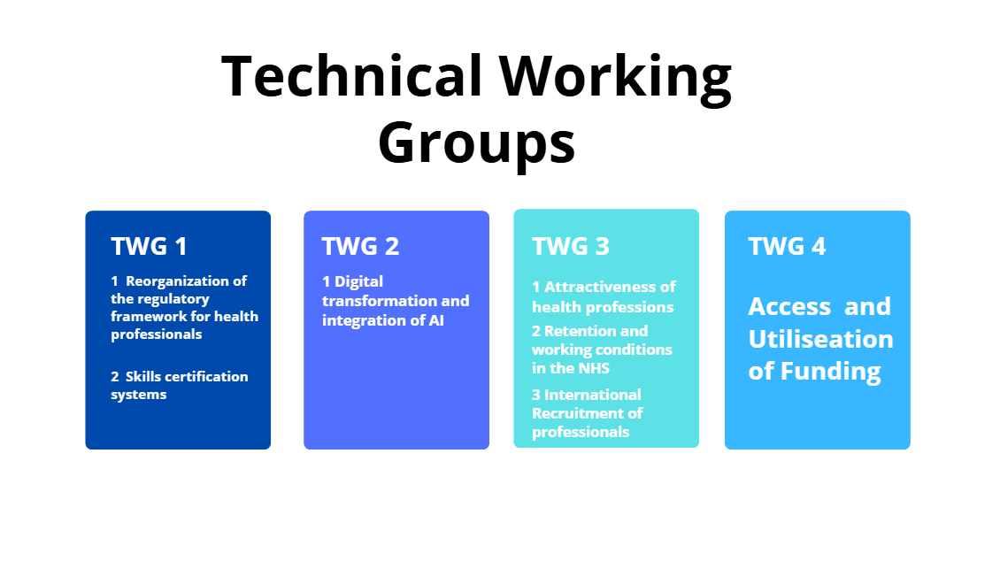 Technical Working
Groups
TWG 1
1  Reorganization of
the regulatory
framework for health
professionals
2  Skills certification
systems
TWG 2
1 Digital
transformation and
integration of AI
TWG 3
1 Attractiveness of
health professions
2 Retention and
working conditions
in the NHS
3 International
Recruitment of
professionals
TWG 4
Access  and
Utiliseation
of Funding